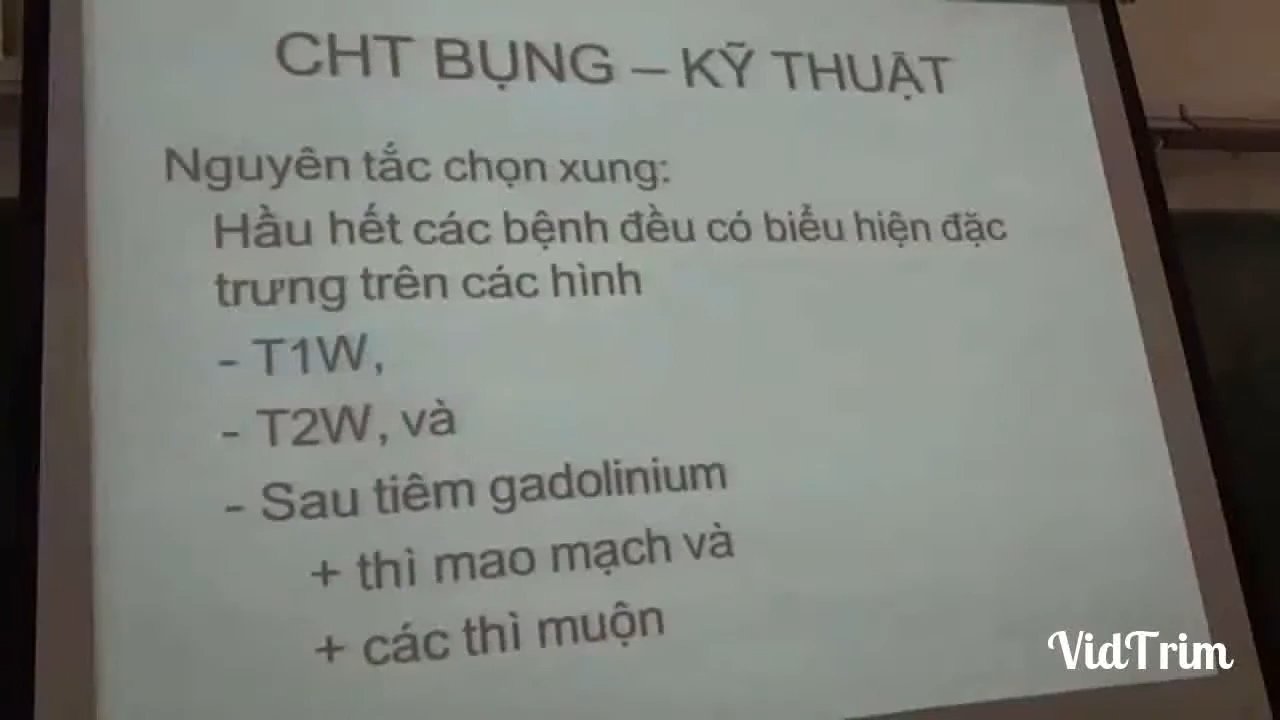 CHT BỤNG – KỸ THUẬT
Nguyên tắc chọn xung:
Hầu hết các bệnh đều có biểu hiện đặc
trưng trên các hình
- T1W,
- T2W, và
- Sau tiêm gadolinium
+ thì mao mạch và
+ các thì muộn
VidTrim